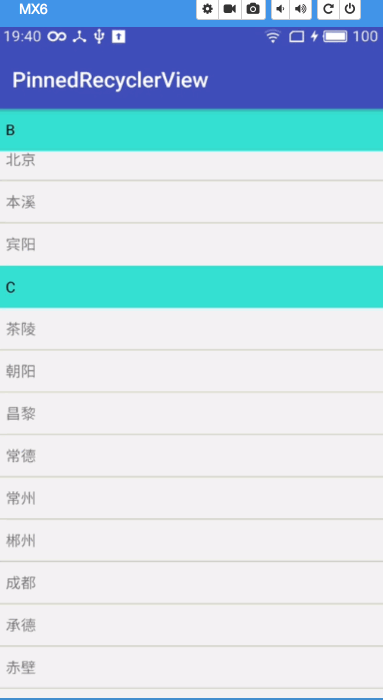 MX6
19:40
100
PinnedRecyclerView
B
北京
本溪
宾阳
C
茶陵
朝阳
昌黎
常德
常州
郴州
成都
承德
赤壁